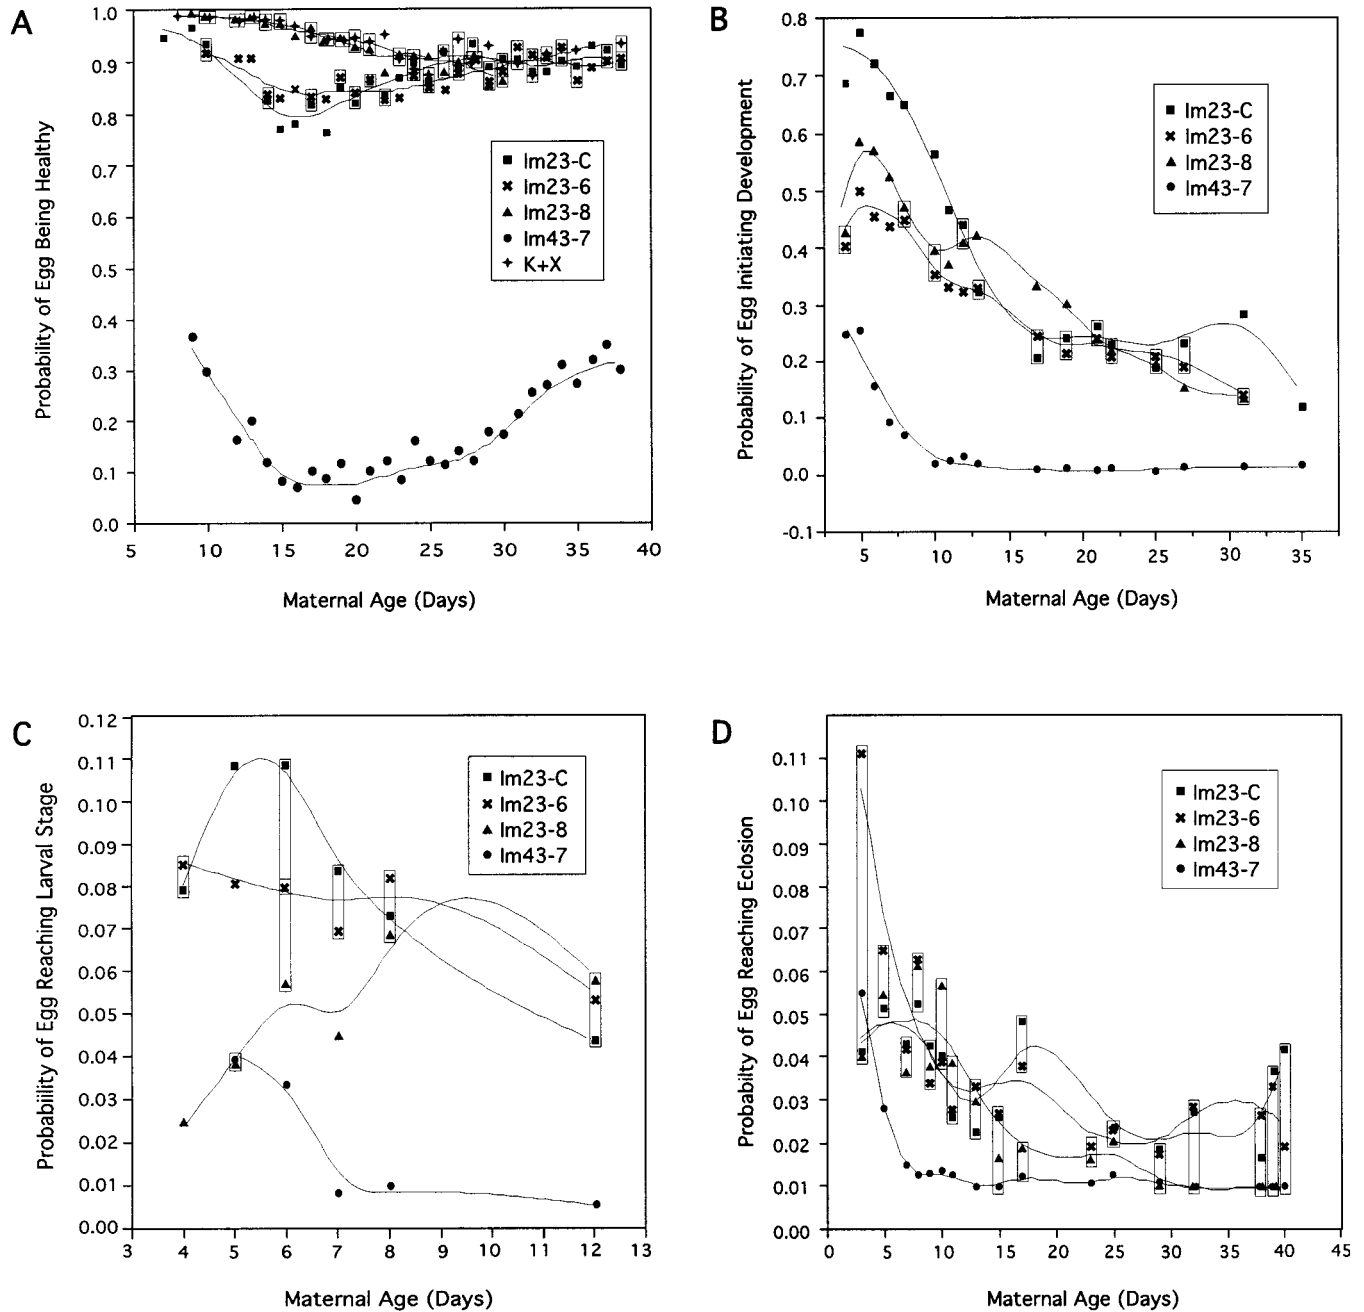 A
Probability of Egg Being Healthy
1.0
0.9
0.8
0.7
0.6
0.5
0.4
0.3
0.2
0.1
0.0
5 10 15 20 25 30 35 40
Maternal Age (Days)
Im23-C
Im23-6
Im23-8
Im43-7
K+X
B
Probability of Egg Initiating Development
0.8
0.7
0.6
0.5
0.4
0.3
0.2
0.1
0.0
-0.1
5 10 15 20 25 30 35
Maternal Age (Days)
Im23-C
Im23-6
Im23-8
Im43-7
C
Probabiilbity of Egg Reaching Larval Stage
0.12
0.11
0.10
0.09
0.08
0.07
0.06
0.05
0.04
0.03
0.02
0.01
0.00
3 4 5 6 7 8 9 10 11 12 13
Maternal Age (Days)
Im23-C
Im23-6
Im23-8
Im43-7
D
Probabilbity of Egg Reaching Eclosion
0.11
0.10
0.09
0.08
0.07
0.06
0.05
0.04
0.03
0.02
0.01
0.00
0 5 10 15 20 25 30 35 40 45
Maternal Age (Days)
Im23-C
Im23-6
Im23-8
Im43-7